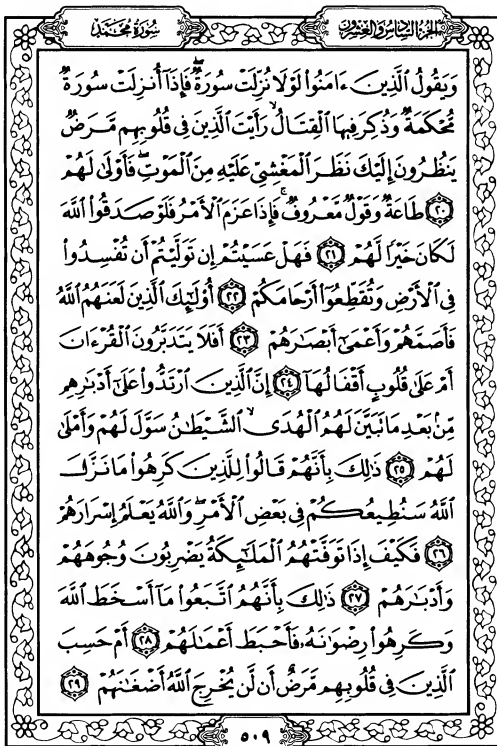 الجزء السادس والعشرون
سورة محمد
وَيَقُولُ ٱلَّذِينَ ءَامَنُوا۟ لَوْلَا نُزِّلَتْ سُورَةٌ ۖ فَإِذَآ أُنزِلَتْ سُورَةٌ
مُّحْكَمَةٌ وَذُكِرَ فِيهَا ٱلْقِتَالُ ۙ رَأَيْتَ ٱلَّذِينَ فِى قُلُوبِهِم مَّرَضٌ
يَنظُرُونَ إِلَيْكَ نَظَرَ ٱلْمَغْشِىِّ عَلَيْهِ مِنَ ٱلْمَوْتِ ۖ فَأَوْلَىٰ لَهُمْ
٢٠ طَاعَةٌ وَقَوْلٌ مَّعْرُوفٌ ۚ فَإِذَا عَزَمَ ٱلْأَمْرُ فَلَوْ صَدَقُوا۟ ٱللَّهَ
لَكَانَ خَيْرًا لَّهُمْ ٢١ فَهَلْ عَسَيْتُمْ إِن تَوَلَّيْتُمْ أَن تُفْسِدُوا۟
فِى ٱلْأَرْضِ وَتُقَطِّعُوٓا۟ أَرْحَامَكُمْ ٢٢ أُو۟لَـٰٓئِكَ ٱلَّذِينَ لَعَنَهُمُ ٱللَّهُ
فَأَصَمَّهُمْ وَأَعْمَىٰٓ أَبْصَـٰرَهُمْ ٢٣ أَفَلَا يَتَدَبَّرُونَ ٱلْقُرْءَانَ
أَمْ عَلَىٰ قُلُوبٍ أَقْفَالُهَآ ٢٤ إِنَّ ٱلَّذِينَ ٱرْتَدُّوا۟ عَلَىٰٓ أَدْبَـٰرِهِم
مِّنۢ بَعْدِ مَا تَبَيَّنَ لَهُمُ ٱلْهُدَى ۙ ٱلشَّيْطَـٰنُ سَوَّلَ لَهُمْ وَأَمْلَىٰ
لَهُمْ ٢٥ ذَٰلِكَ بِأَنَّهُمْ قَالُوا۟ لِلَّذِينَ كَرِهُوا۟ مَا نَزَّلَ
ٱللَّهُ سَنُطِيعُكُمْ فِى بَعْضِ ٱلْأَمْرِ ۖ وَٱللَّهُ يَعْلَمُ إِسْرَارَهُمْ
٢٦ فَكَيْفَ إِذَا تَوَفَّتْهُمُ ٱلْمَلَـٰٓئِكَةُ يَضْرِبُونَ وُجُوهَهُمْ
وَأَدْبَـٰرَهُمْ ٢٧ ذَٰلِكَ بِأَنَّهُمُ ٱتَّبَعُوا۟ مَآ أَسْخَطَ ٱللَّهَ
وَكَرِهُوا۟ رِضْوَٰنَهُۥ فَأَحْبَطَ أَعْمَـٰلَهُمْ ٢٨ أَمْ حَسِبَ
ٱلَّذِينَ فِى قُلُوبِهِم مَّرَضٌ أَن لَّن يُخْرِجَ ٱللَّهُ أَضْغَـٰنَهُمْ ٢٩
٥٠٩